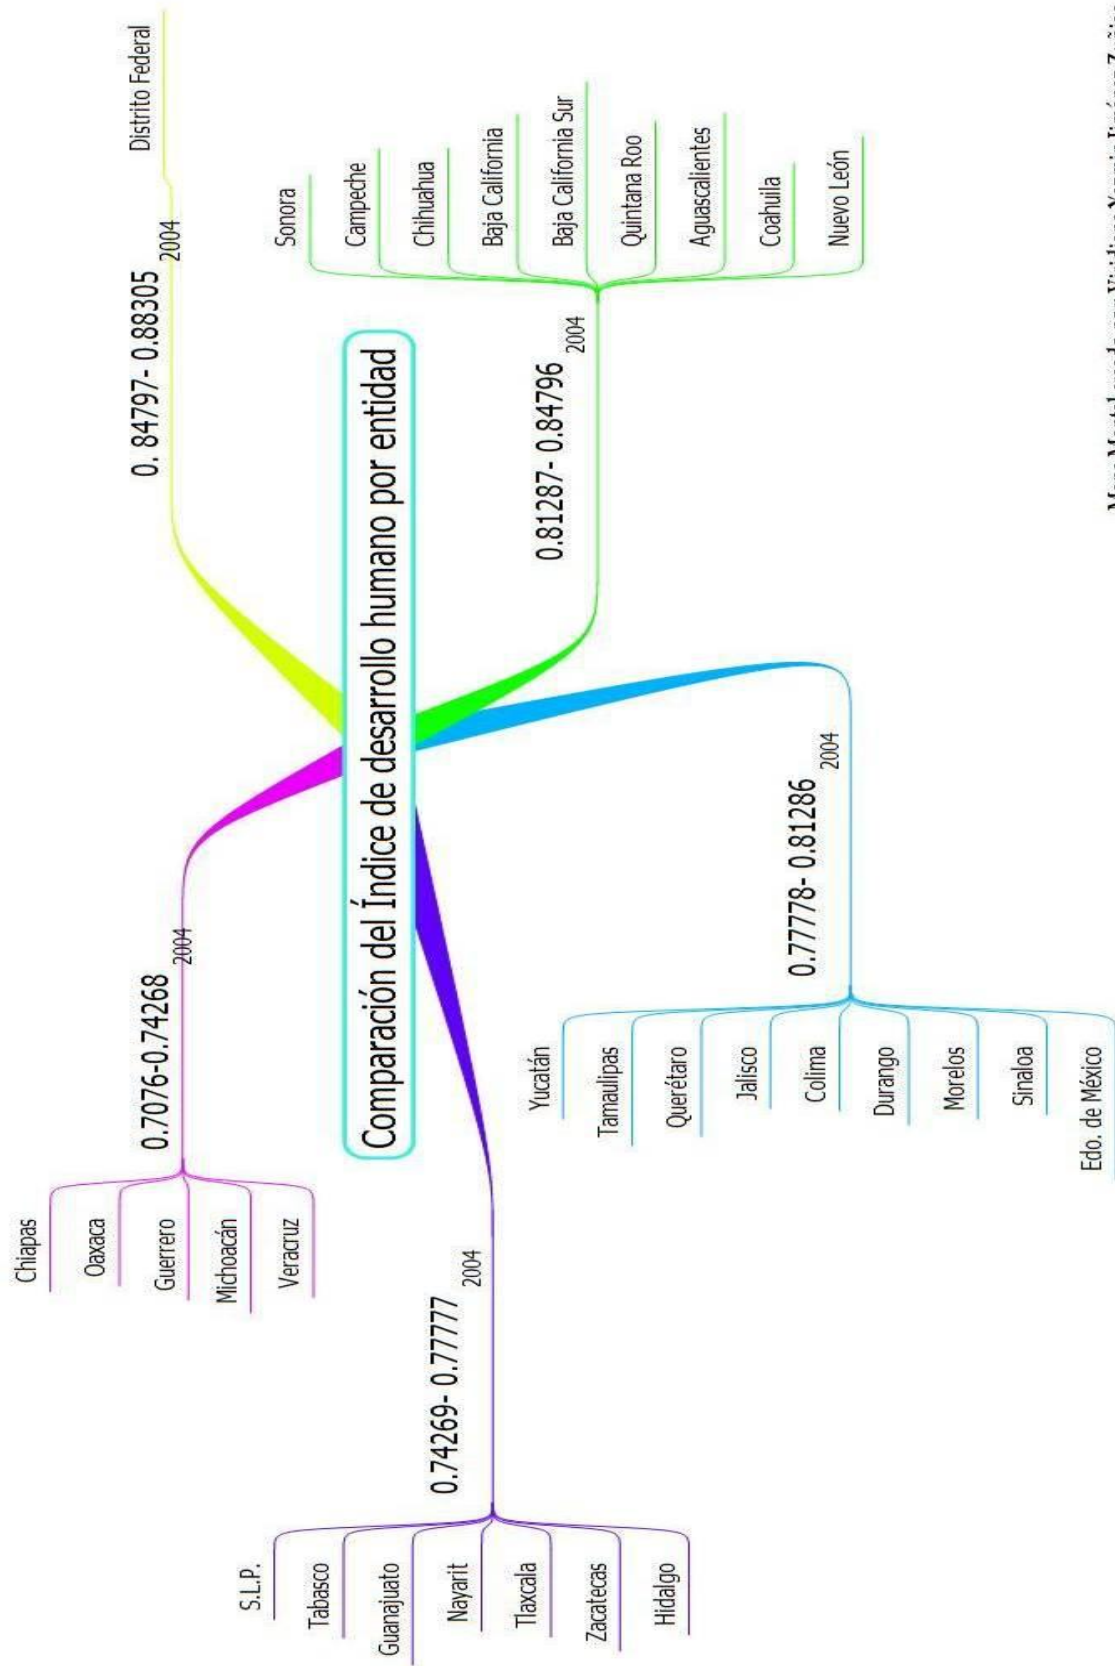 Comparación del Índice de desarrollo humano por entidad
0. 84797- 0.88305
2004
Distrito Federal
0.81287- 0.84796
2004
Sonora
Campeche
Chihuahua
Baja California
Baja California Sur
Quintana Roo
Aguascalientes
Coahuila
Nuevo León
0.77778- 0.81286
2004
Yucatán
Tamaulipas
Querétaro
Jalisco
Colima
Durango
Morelos
Sinaloa
Edo. de México
0.74269- 0.77777
2004
S.L.P.
Tabasco
Guanajuato
Nayarit
Tlaxcala
Zacatecas
Hidalgo
0.7076-0.74268
2004
Chiapas
Oaxaca
Guerrero
Michoacán
Veracruz